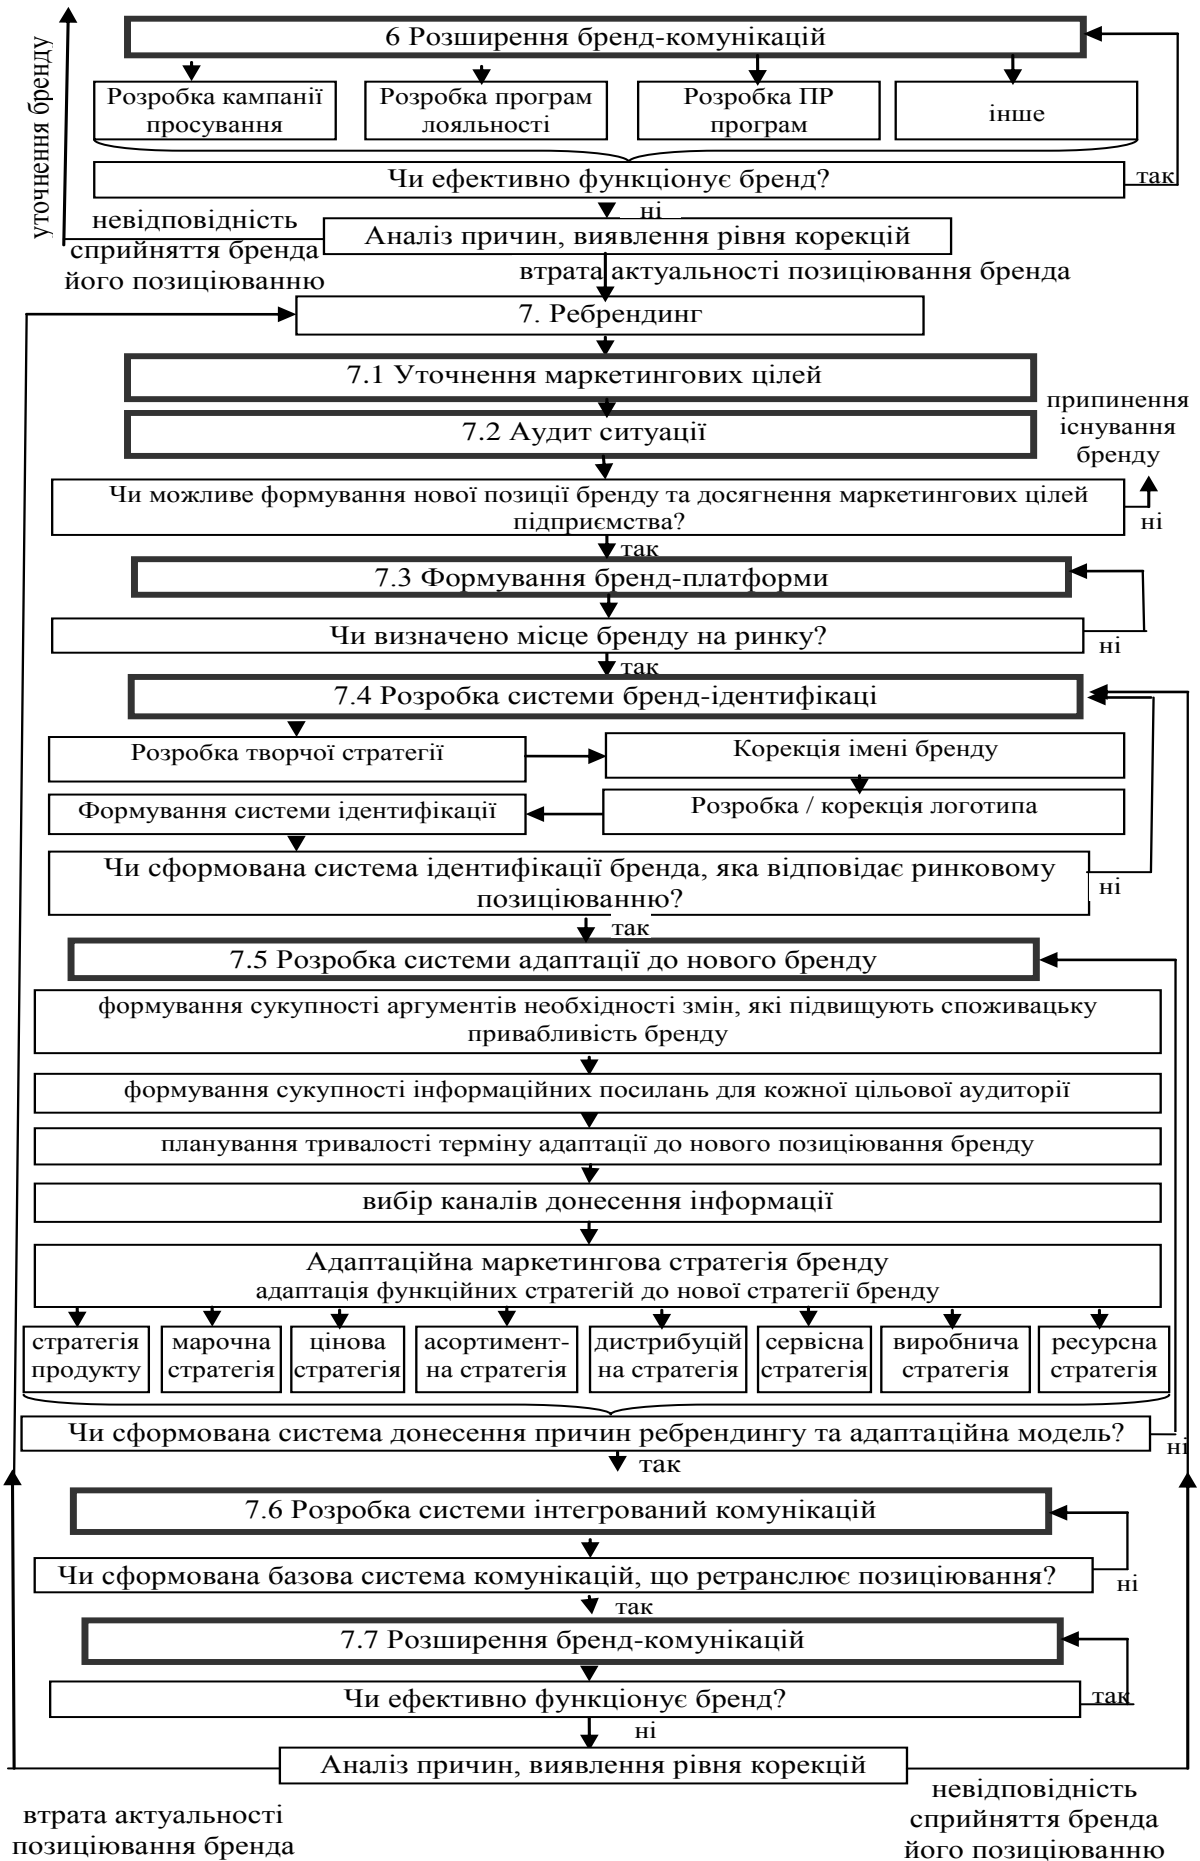 уточнення бренду
6 Розширення бренд-комунікацій
Розробка кампанії
просування
Розробка програм
лояльності
Розробка ПР
програм
інше
Чи ефективно функціонує бренд?
так
ні
невідповідність
сприйняття бренда
його позиціюванню
Аналіз причин, виявлення рівня корекцій
втрата актуальності позиціювання бренда
7. Ребрендинг
7.1 Уточнення маркетингових цілей
7.2 Аудит ситуації
припинення
існування
бренду
Чи можливе формування нової позиції бренду та досягнення маркетингових цілей
підприємства?
ні
так
7.3 Формування бренд-платформи
Чи визначено місце бренду на ринку?
ні
так
7.4 Розробка системи бренд-ідентифікаці
Розробка творчої стратегії
Корекція імені бренду
Формування системи ідентифікації
Розробка / корекція логотипа
Чи сформована система ідентифікації бренда, яка відповідає ринковому
позиціюванню?
ні
так
7.5 Розробка системи адаптації до нового бренду
формування сукупності аргументів необхідності змін, які підвищують споживацьку
привабливість бренду
формування сукупності інформаційних посилань для кожної цільової аудиторії
планування тривалості терміну адаптації до нового позиціювання бренду
вибір каналів донесення інформації
Адаптаційна маркетингова стратегія бренду
адаптація функційних стратегій до нової стратегії бренду
стратегія
продукту
марочна
стратегія
цінова
стратегія
асортимент-
на стратегія
дистрибуцій
на стратегія
сервісна
стратегія
виробнича
стратегія
ресурсна
стратегія
Чи сформована система донесення причин ребрендингу та адаптаційна модель?
ні
так
7.6 Розробка системи інтегрований комунікацій
Чи сформована базова система комунікацій, що ретранслює позиціювання?
ні
так
7.7 Розширення бренд-комунікацій
Чи ефективно функціонує бренд?
так
ні
Аналіз причин, виявлення рівня корекцій
втрата актуальності
позиціювання бренда
невідповідність
сприйняття бренда
його позиціюванню